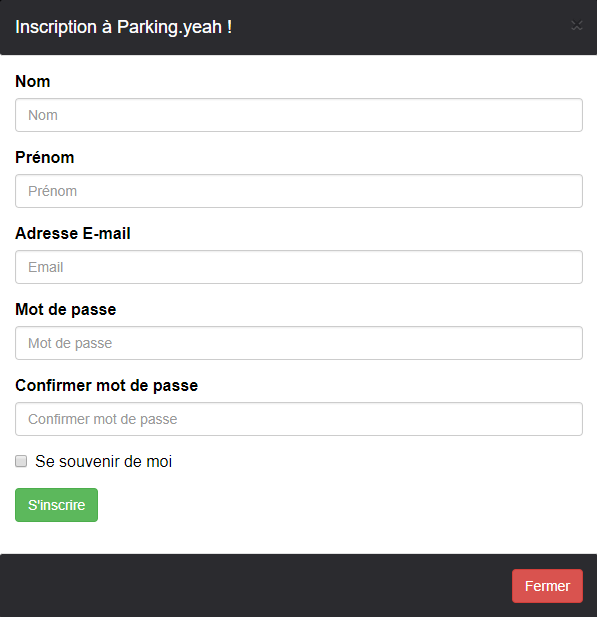 Inscription à Parking.yeah !
×
Nom
Nom
Prénom
Prénom
Adresse E-mail
Email
Mot de passe
Mot de passe
Confirmer mot de passe
Confirmer mot de passe
Se souvenir de moi
S'inscrire
Fermer